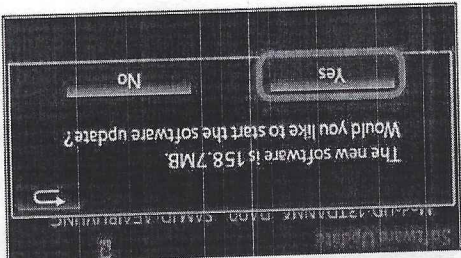 Software Update
The new software is 158.7MB.
Would you like to start the software update?
Yes No